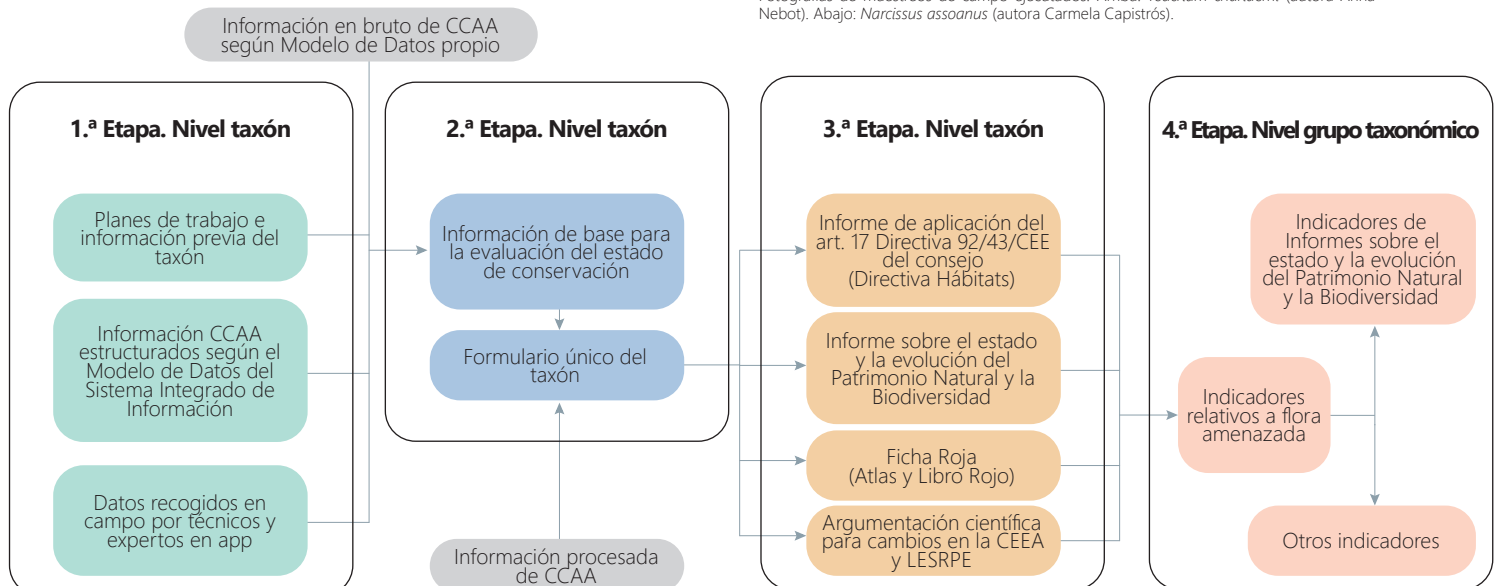 Nebot). Abajo: Narcissus assoanus (autora Carmela Capistrós).
Información en bruto de CCAA
según Modelo de Datos propio
1.ª Etapa. Nivel taxón
Planes de trabajo e
información previa del
taxón
Información CCAA
estructurados según el
Modelo de Datos del
Sistema Integrado de
Información
Datos recogidos en
campo por técnicos y
expertos en app
2.ª Etapa. Nivel taxón
Información de base para
la evaluación del estado
de conservación
Formulario único del
taxón
Información procesada
de CCAA
3.ª Etapa. Nivel taxón
Informe de aplicación del
art. 17 Directiva 92/43/CEE
del consejo
(Directiva Hábitats)
Informe sobre el estado
y la evolución del
Patrimonio Natural y la
Biodiversidad
Ficha Roja
(Atlas y Libro Rojo)
Argumentación científica
para cambios en la CEEA
y LESRPE
4.ª Etapa. Nivel grupo taxonómico
Indicadores
relativos a flora
amenazada
Indicadores de
Informes sobre el
estado y la evolución
del Patrimonio Natural
y la Biodiversidad
Otros indicadores